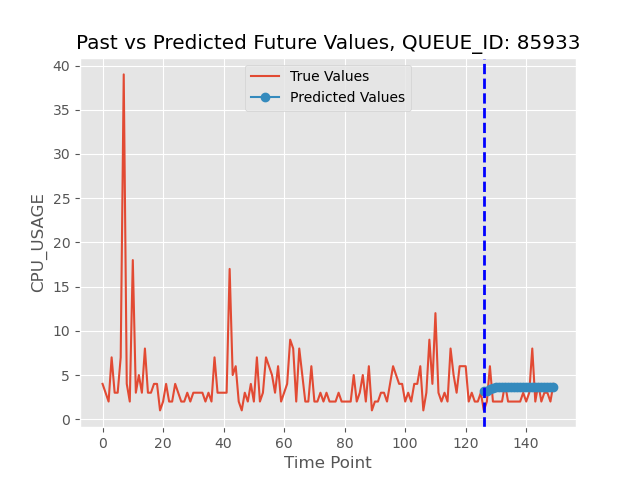 Past vs Predicted Future Values, QUEUE_ID: 85933
True Values
Predicted Values
CPU_USAGE
40
35
30
25
20
15
10
5
0
0 20 40 60 80 100 120 140
Time Point